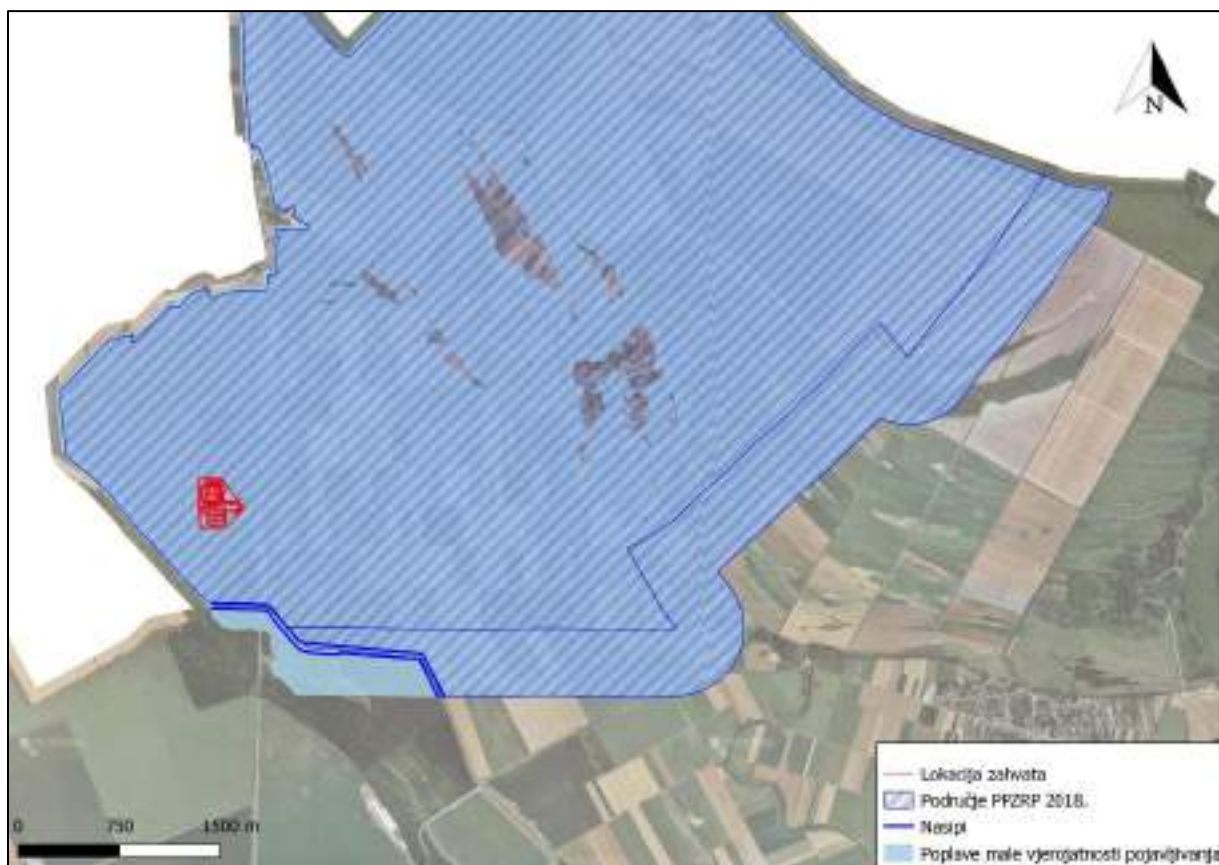 N
Lokacija zahvata
Područje PPZRP 2018.
Nasipi
Poplave male vjerojatnosti pojavljivanja
0 750 1500 m